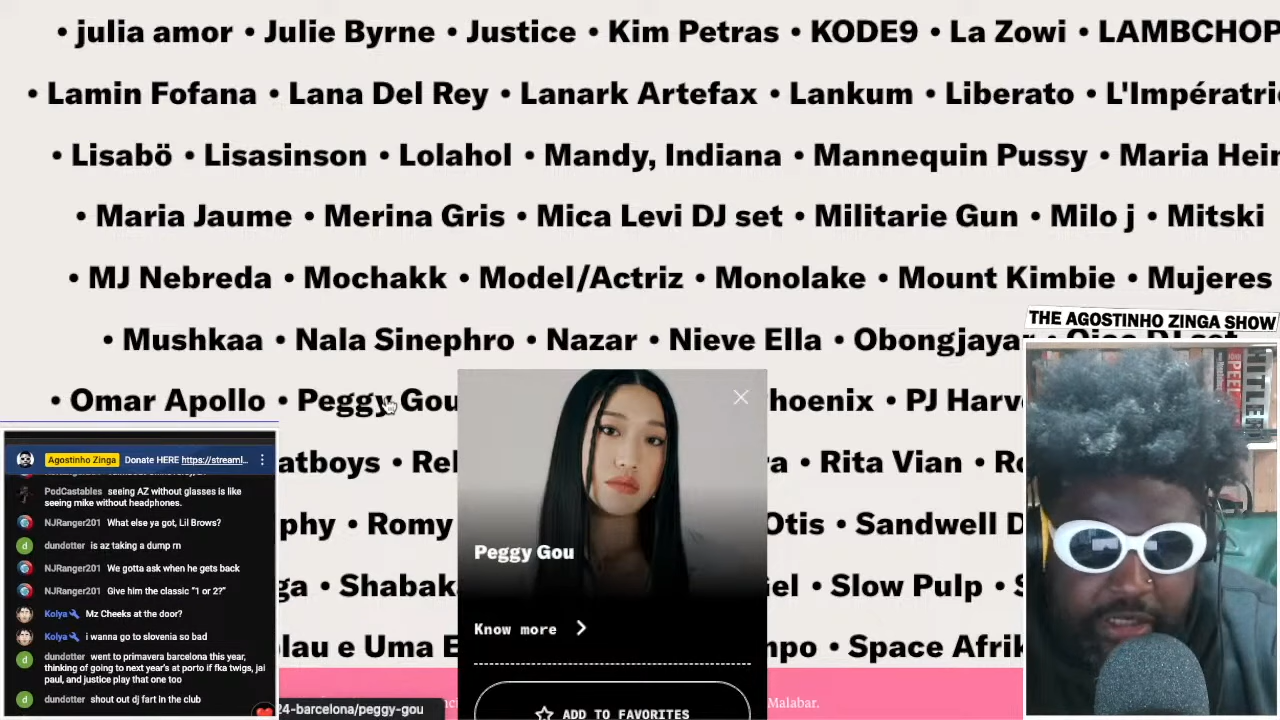 • julia amor • Julie Byrne • Justice • Kim Petras • KODE9 • La Zowi • LAMBCHOP
• Lamin Fofana • Lana Del Rey • Lanark Artefax • Lankum • Liberato • L'Impératri
• Lisabö • Lisasinson • Lolahol • Mandy, Indiana • Mannequin Pussy • Maria Hein
• Maria Jaume • Merina Gris • Mica Levi DJ set • Militarie Gun • Milo j • Mitski
• MJ Nebreda • Mochakk • Model/Actriz • Monolake • Mount Kimbie • Mujeres
THE AGOSTINHO ZINGA SHOW
• Mushkaa • Nala Sinephro • Nazar • Nieve Ella • Obongjayar
• Omar Apollo • Peggy Gou hoenix • PJ Harv
atboys • Rel a • Rita Vian • Ro
phy • Romy Otis • Sandwell D
ga • Shabak el • Slow Pulp • S
lau e Uma E mpo • Space Afrik
Peggy Gou
Know more
ADD TO FAVORITES
Malabar.
24-barcelona/peggy-gou
Agostinho Zinga Donate HERE https://streaml...
PodCastables seeing AZ without glasses is like
seeing mike without headphones.
NJRanger201 What else ya got, Lil Brows?
dundotter is az taking a dump rn
NJRanger201 We gotta ask when he gets back
NJRanger201 Give him the classic "1 or 2?"
Kolya Mz Cheeks at the door?
Kolya i wanna go to slovenia so bad
dundotter went to primavera barcelona this year,
thinking of going to next year's at porto if fka twigs, jai
paul, and justice play that one too
dundotter shout out dj fart in the club
HITLER